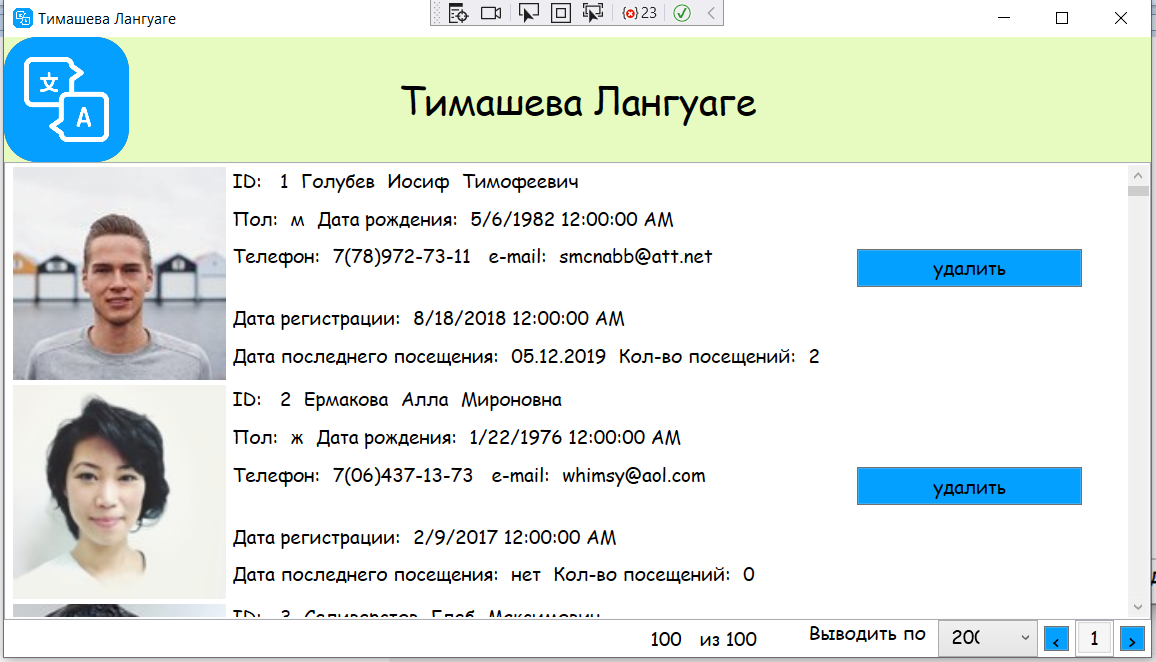 Тимашева Лангуаге
23
文
A
Тимашева Лангуаге
ID: 1 Голубев Иосиф Тимофеевич
Пол: м Дата рождения: 5/6/1982 12:00:00 AM
Телефон: 7(78)972-73-11 e-mail: smcnabb@att.net
удалить
Дата регистрации: 8/18/2018 12:00:00 AM
Дата последнего посещения: 05.12.2019 Кол-во посещений: 2
ID: 2 Ермакова Алла Мироновна
Пол: ж Дата рождения: 1/22/1976 12:00:00 AM
Телефон: 7(06)437-13-73 e-mail: whimsy@aol.com
удалить
Дата регистрации: 2/9/2017 12:00:00 AM
Дата последнего посещения: нет Кол-во посещений: 0
ID: 3
100 из 100 Выводить по 200 < 1 >